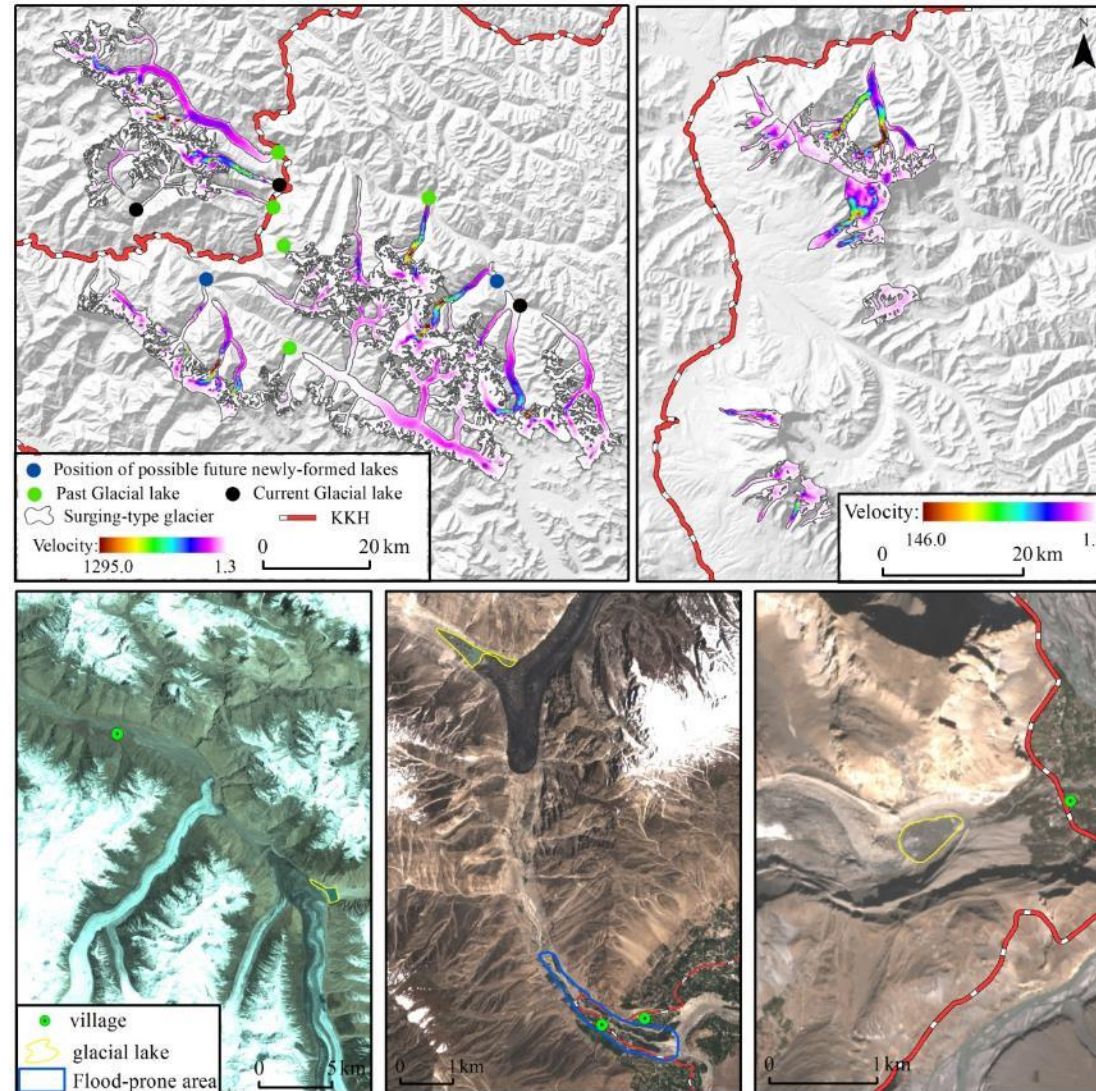 N
Position of possible future newly-formed lakes
Past Glacial lake
Current Glacial lake
Surging-type glacier
KKH
Velocity:
1295.0
1.3
0
20 km
Velocity:
146.0
1.
0
20 km
village
glacial lake
Flood-prone area
0
5 km
0
1 km
0
1 km